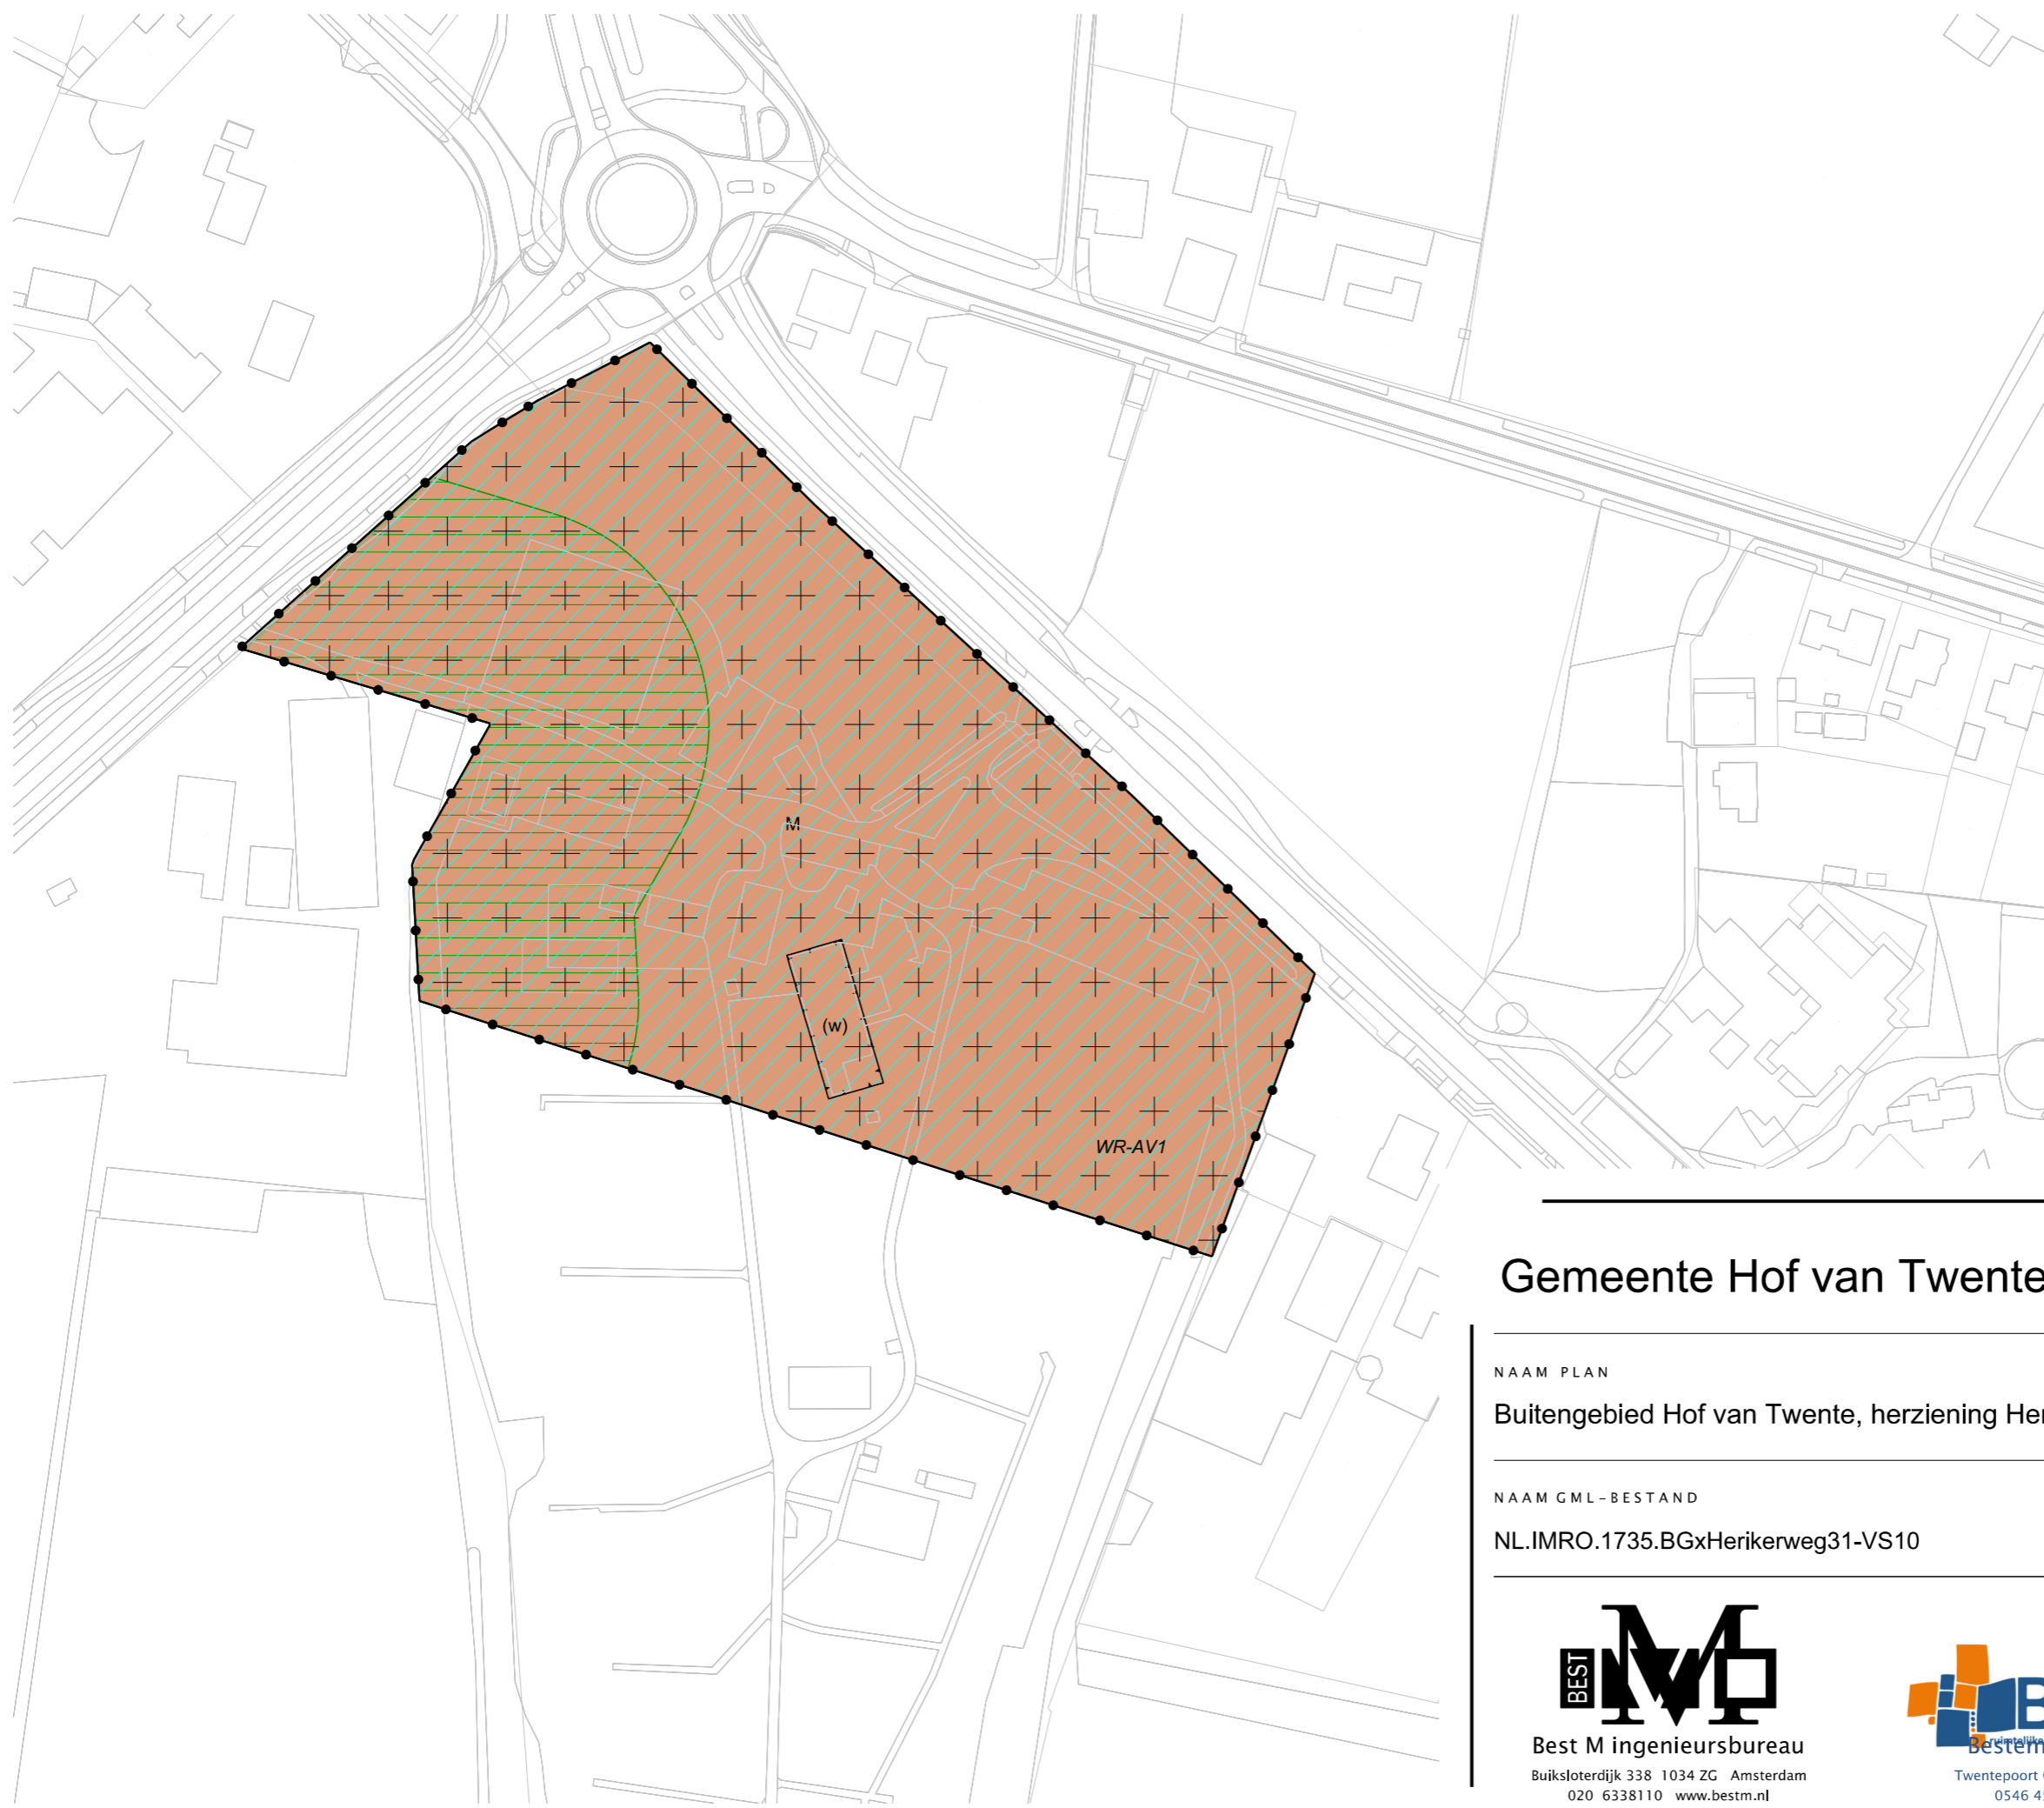 M
(w)
WR-AV1
Gemeente Hof van Twente
NAAM PLAN
Buitengebied Hof van Twente, herziening
NAAM GML-BESTAND
NL.IMRO.1735.BGxHerikerweg31-VS10
BEST
M
Best M ingenieursbureau
Buiksloterdijk 338 1034 ZG Amsterdam
020 6338110 www.bestm.nl
B
Bestem
Twentepoort
0546